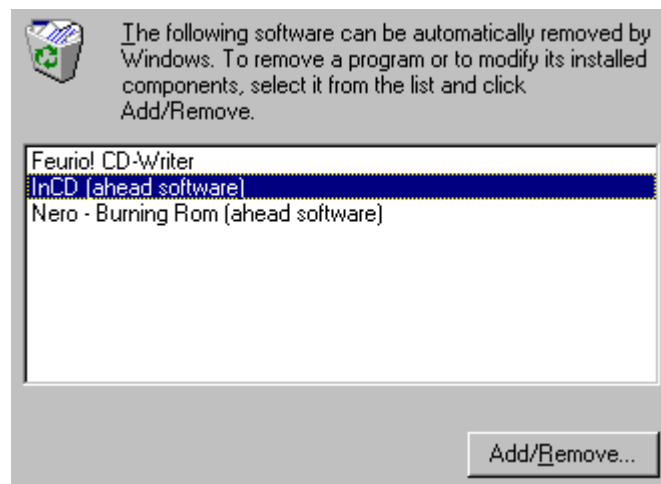 The following software can be automatically removed by
Windows. To remove a program or to modify its installed
components, select it from the list and click
Add/Remove.
Feurio! CD-Writer
InCD (ahead software)
Nero - Burning Rom (ahead software)
Add/Remove...